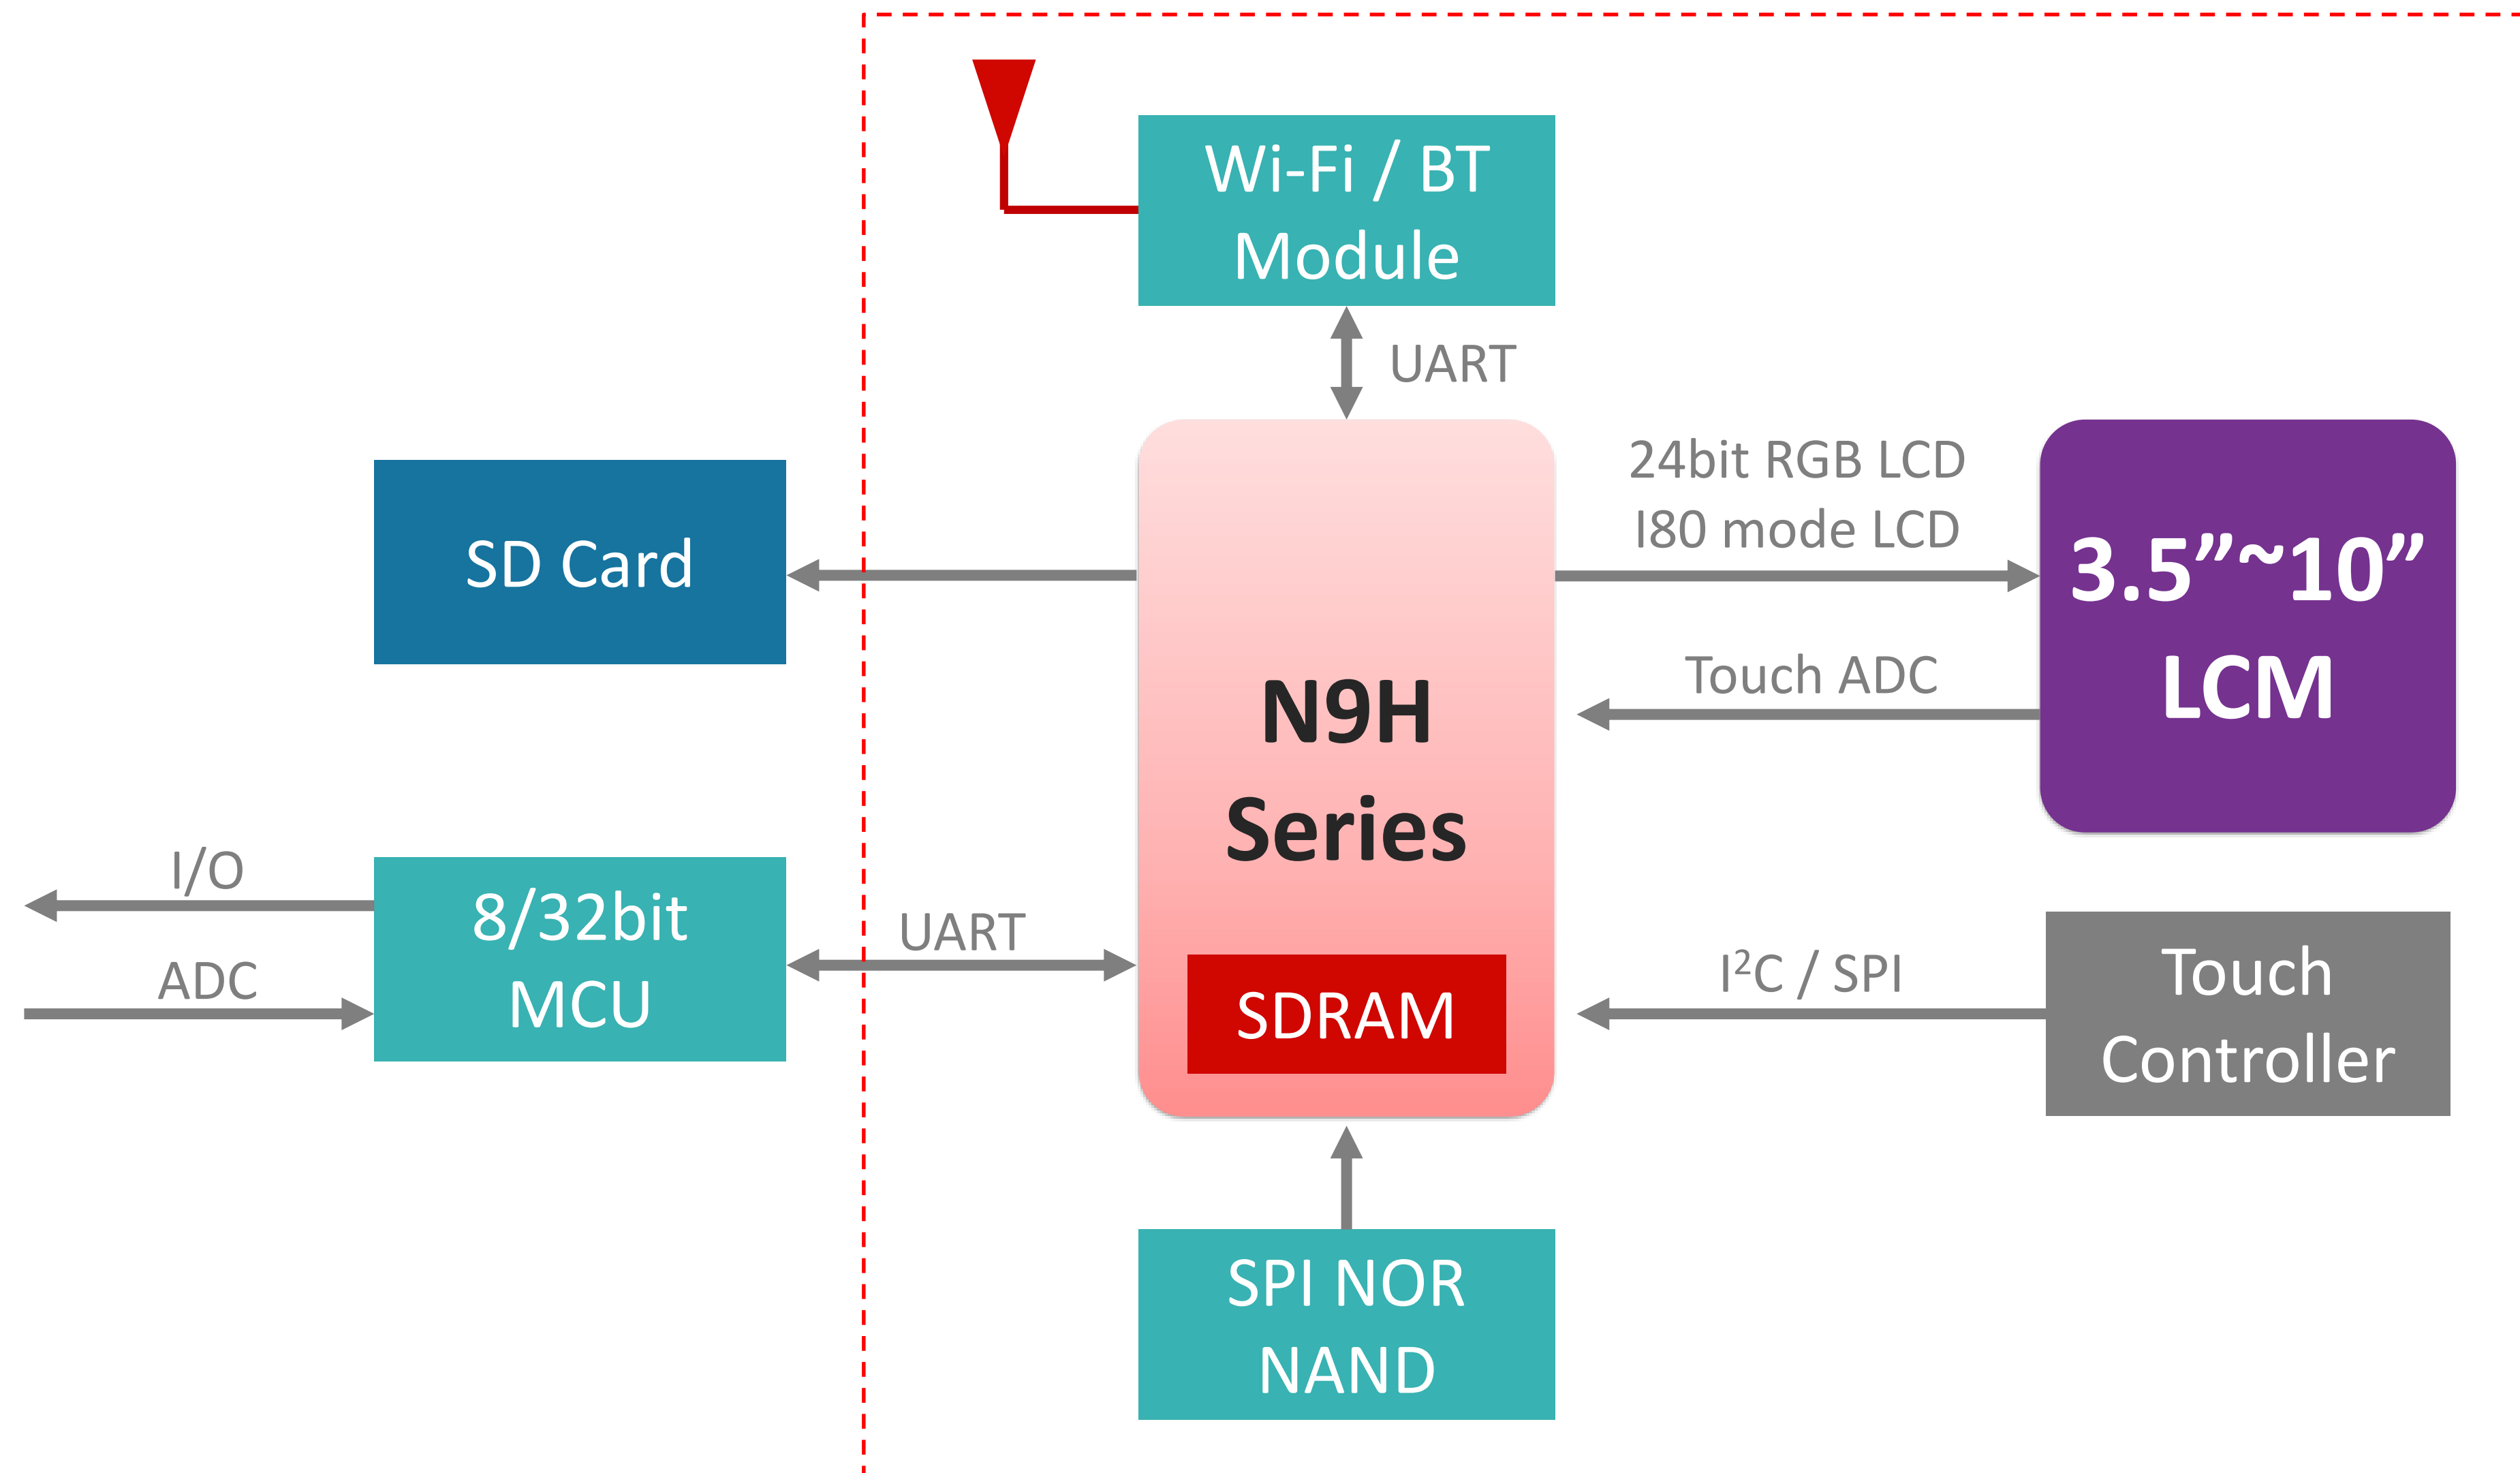 Wi-Fi / BT
Module
UART
24bit RGB LCD
I80 mode LCD
SD Card
3.5”~10”
LCM
Touch ADC
N9H
Series
I/O
ADC
8/32bit
MCU
UART
SDRAM
I²C / SPI
Touch
Controller
SPI NOR
NAND